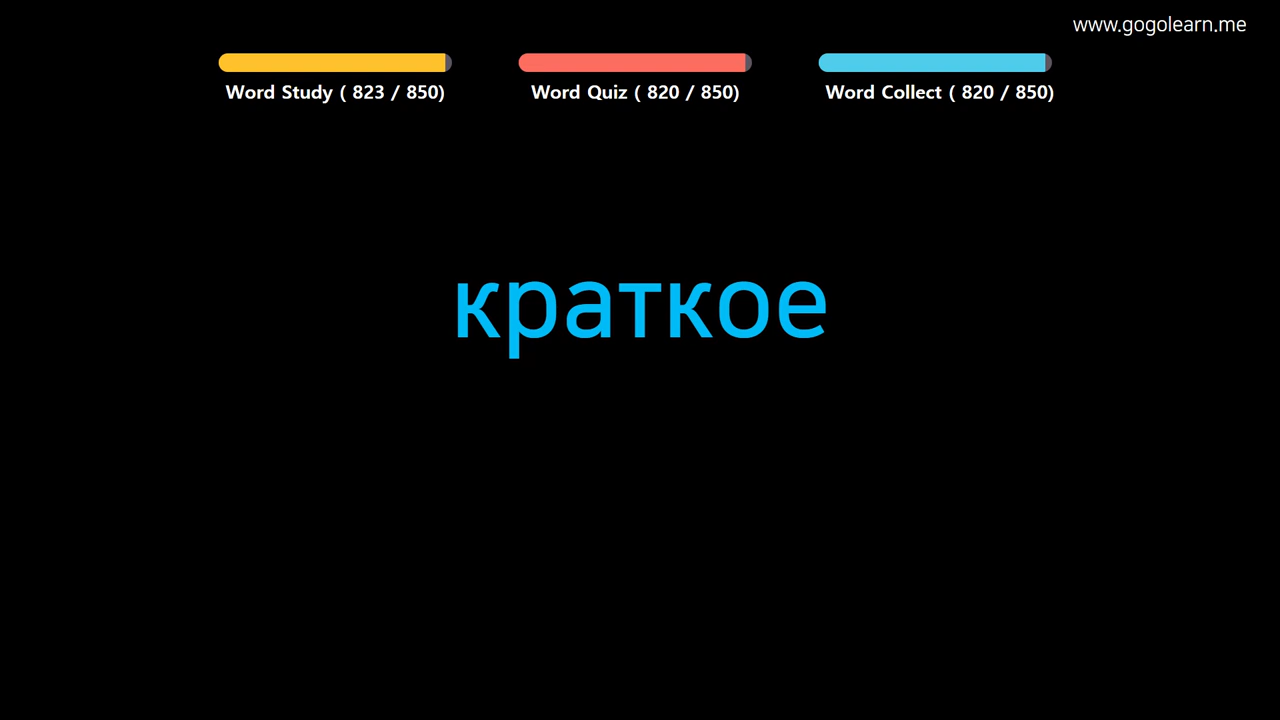 www.gogolearn.me
Word Study ( 823 / 850)
Word Quiz ( 820 / 850)
Word Collect ( 820 / 850)
краткое